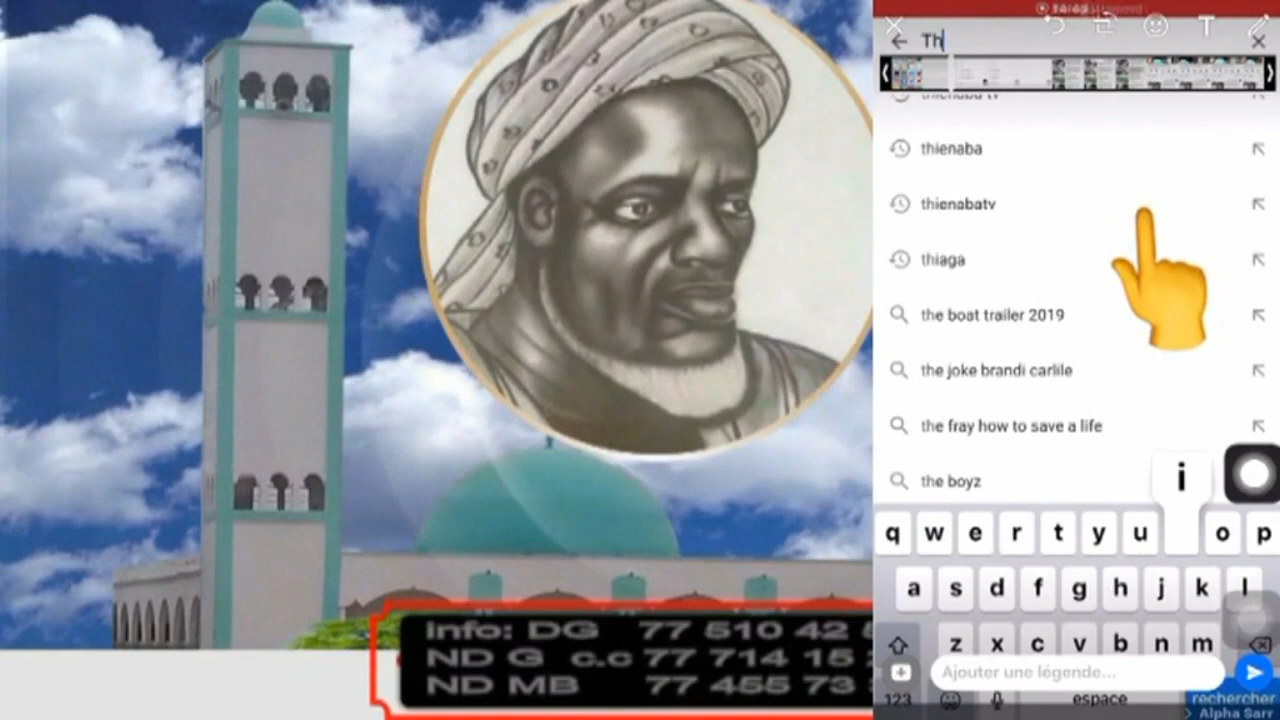 Info: DG 77 510 42
ND G c.c 77 714 15
ND MB 77 455 73
Th
thienaba tv
thienaba
thienabatv
thiaga
the boat trailer 2019
the joke brandi carlile
the fray how to save a life
the boyz
i
q w e r t y u o p
a s d f g h j k l
z x c v b n m
Ajouter une légende...
123 espace rechercher
Alpha Sarr
T